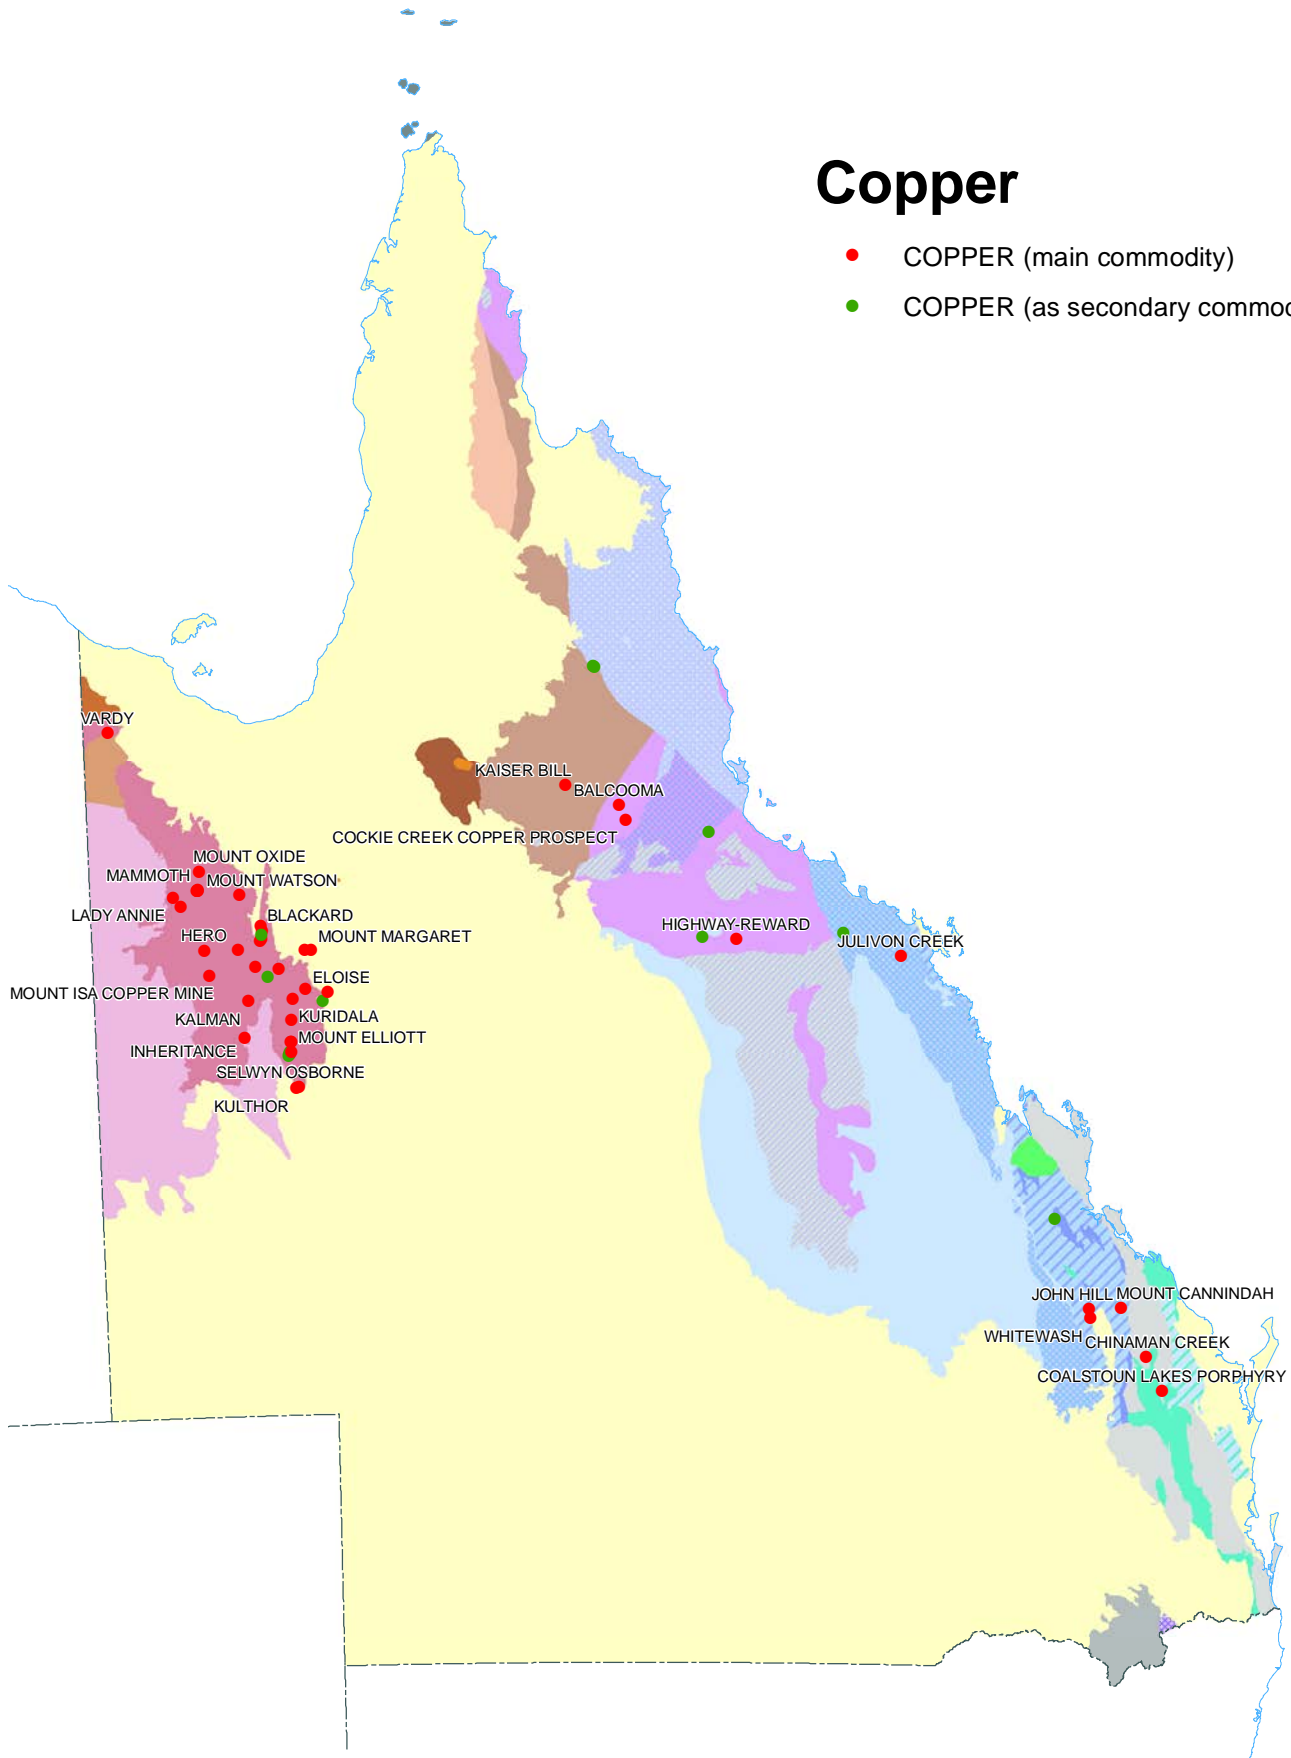 Copper
COPPER (main commodity)
COPPER (as secondary commod
VARDY
KAISER BILL
BALCOOMA
COCKIE CREEK COPPER PROSPECT
MOUNT OXIDE
MAMMOTH
MOUNT WATSON
LADY ANNIE
BLACKARD
HIGHWAY-REWARD
HERO
MOUNT MARGARET
JULIVON CREEK
ELOISE
MOUNT ISA COPPER MINE
KURIDALA
KALMAN
MOUNT ELLIOTT
INHERITANCE
SELWYN
OSBORNE
KULTHOR
JOHN HILL
MOUNT CANNINDAH
WHITEWASH
CHINAMAN CREEK
COALSTOUN LAKES PORPHYRY